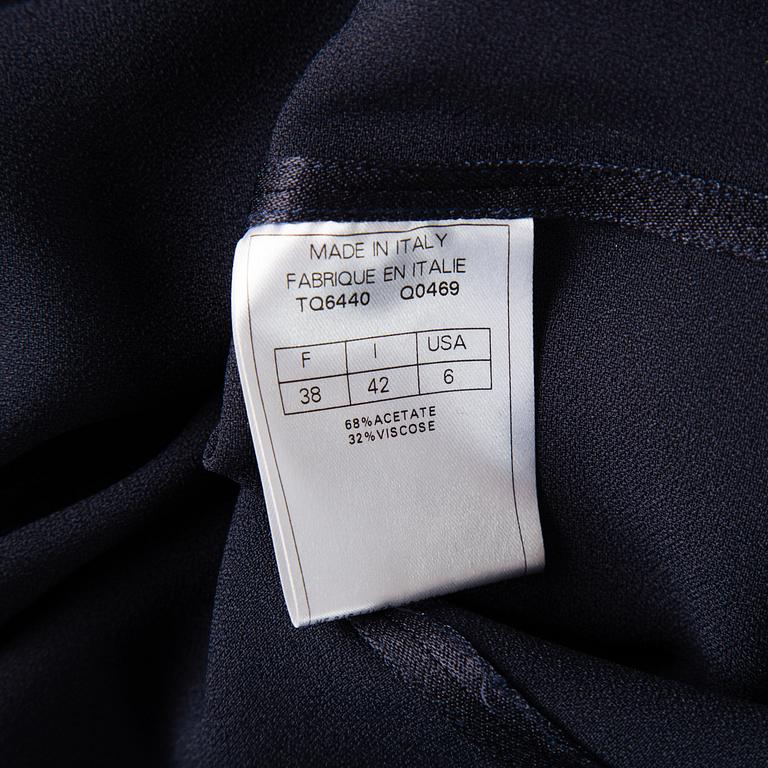 MADE IN ITALY
FABRIQUE EN ITALIE
TQ6440 Q0469
F I USA
38 42 6
68%ACETATE
32%VISCOSE